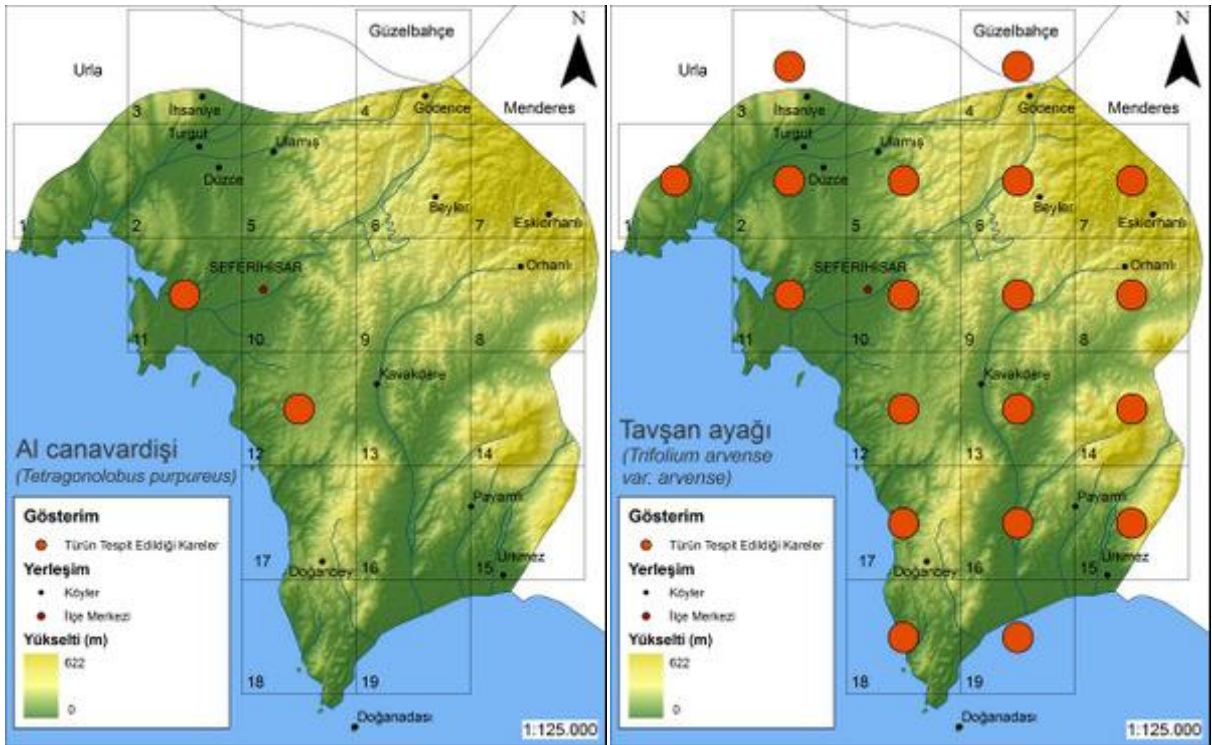 N
Güzelbahçe
Urla
3
4
İhsaniye
Gödence
Menderes
Turgut
Ulamış
Düzce
Beyler
Eskiorhanlı
1
2
5
6
7
SEFERİHİSAR
Orhanlı
11
10
9
8
Kavakdere
Al canavardişi
(Tetragonolobus purpureus)
12
13
14
Payamlı
Gösterim
Türün Tespit Edildiği Kareler
Yerleşim
Köyler
İlçe Merkezi
Yükselti (m)
622
0
17
Doğanbey
16
15
Ürkmez
18
19
Doğanadası
1:125.000
N
Güzelbahçe
Urla
3
4
İhsaniye
Gödence
Menderes
Turgut
Ulamış
Düzce
Beyler
Eskiorhanlı
1
2
5
6
7
SEFERİHİSAR
Orhanlı
11
10
9
8
Kavakdere
Tavşan ayağı
(Trifolium arvense
var. arvense)
12
13
14
Payamlı
Gösterim
Türün Tespit Edildiği Kareler
Yerleşim
Köyler
İlçe Merkezi
Yükselti (m)
622
0
17
Doğanbey
16
15
Ürkmez
18
19
Doğanadası
1:125.000